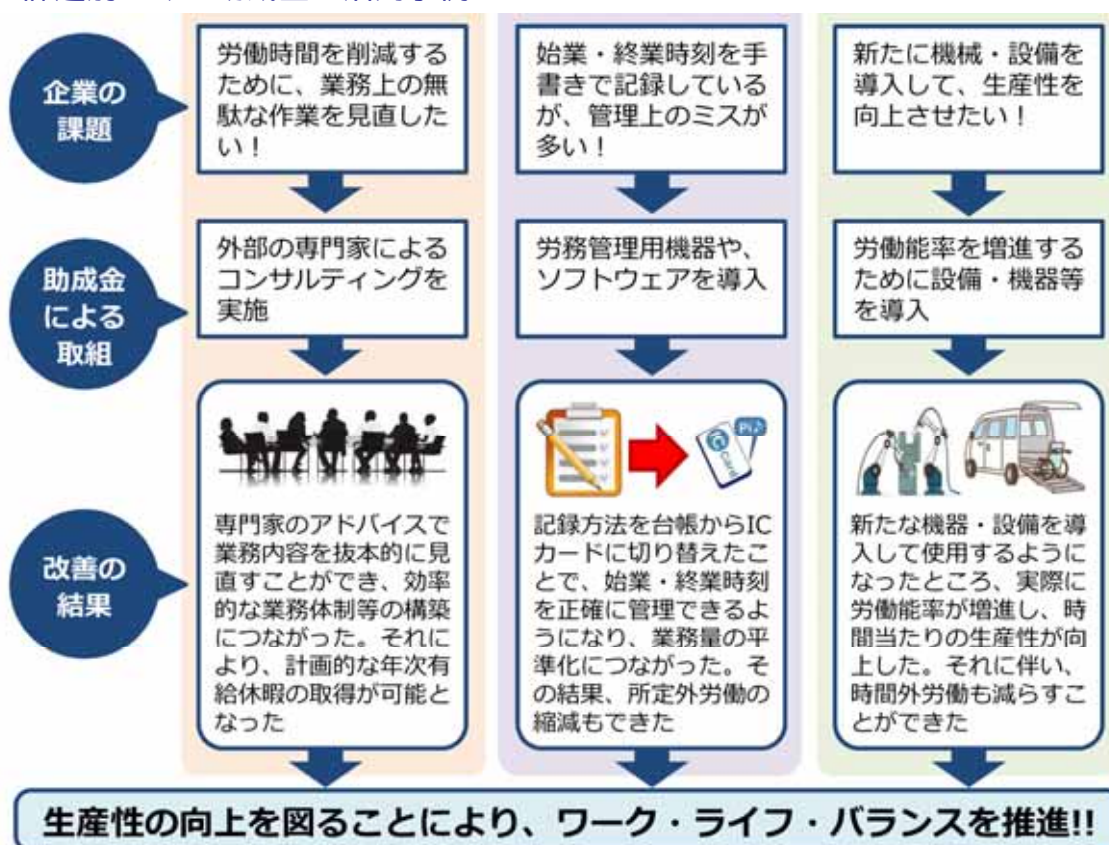 企業の
課題
労働時間を削減する
ために、業務上の無
駄な作業を見直した
い！
始業・終業時刻を手
書きで記録している
が、管理上のミスが
多い！
新たに機械・設備を
導入して、生産性を
向上させたい！
助成金
による
取組
外部の専門家による
コンサルティングを
実施
労務管理用機器や、
ソフトウェアを導入
労働能率を増進する
ために設備・機器等
を導入
改善の
結果
専門家のアドバイスで
業務内容を抜本的に見
直すことができ、効率
的な業務体制等の構築
につながった。それに
より、計画的な年次有
給休暇の取得が可能と
なった
IC
Card
Pi♪
記録方法を台帳からIC
カードに切り替えたこ
とで、始業・終業時刻
を正確に管理できるよ
うになり、業務量の平
準化につながった。そ
の結果、所定外労働の
縮減もできた
新たな機器・設備を導
入して使用するように
なったところ、実際に
労働能率が増進し、時
間当たりの生産性が向
上した。それに伴い、
時間外労働も減らすこ
とができた
生産性の向上を図ることにより、ワーク・ライフ・バランスを推進!!